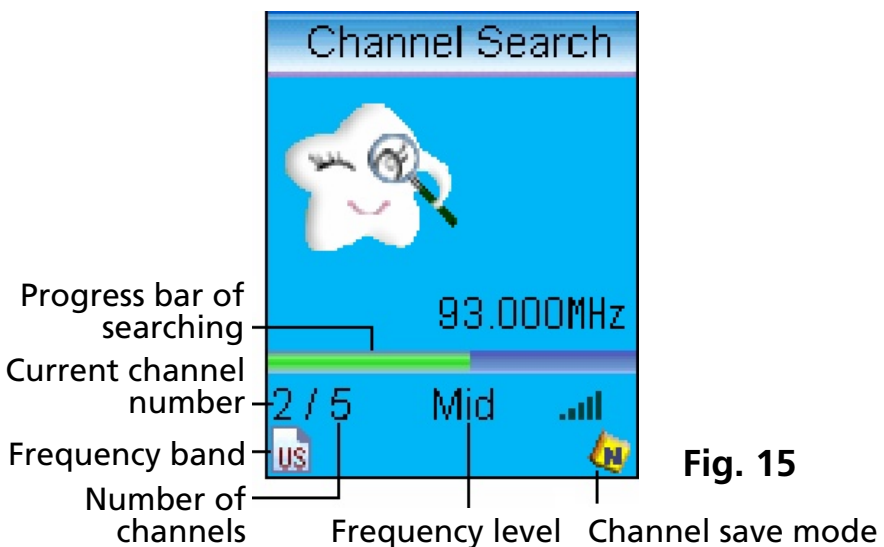 Channel Search
Progress bar of
searching
93.000MHz
Current channel
number
2 / 5 Mid
Frequency band
US
N
Fig. 15
Number of
channels
Frequency level
Channel save mode